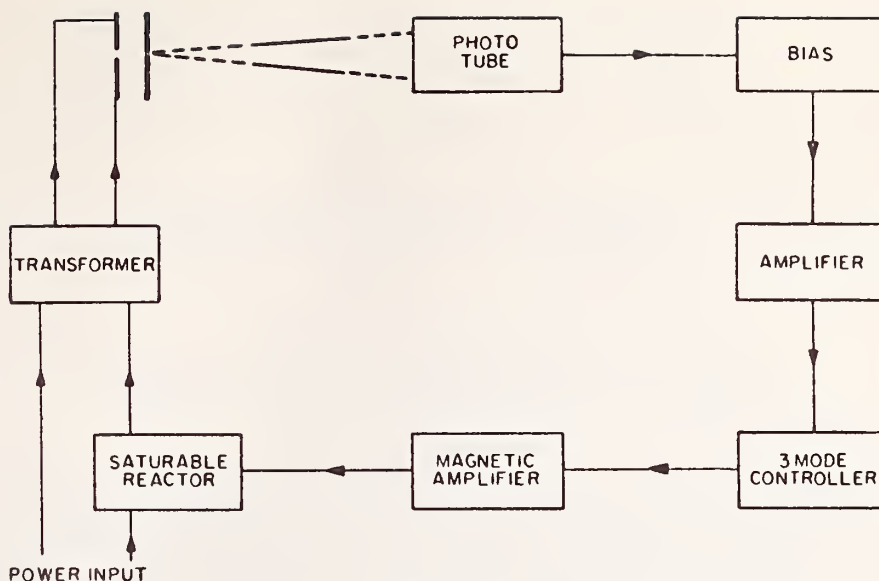 PHOTO
TUBE
BIAS
TRANSFORMER
AMPLIFIER
SATURABLE
REACTOR
MAGNETIC
AMPLIFIER
3 MODE
CONTROLLER
POWER INPUT